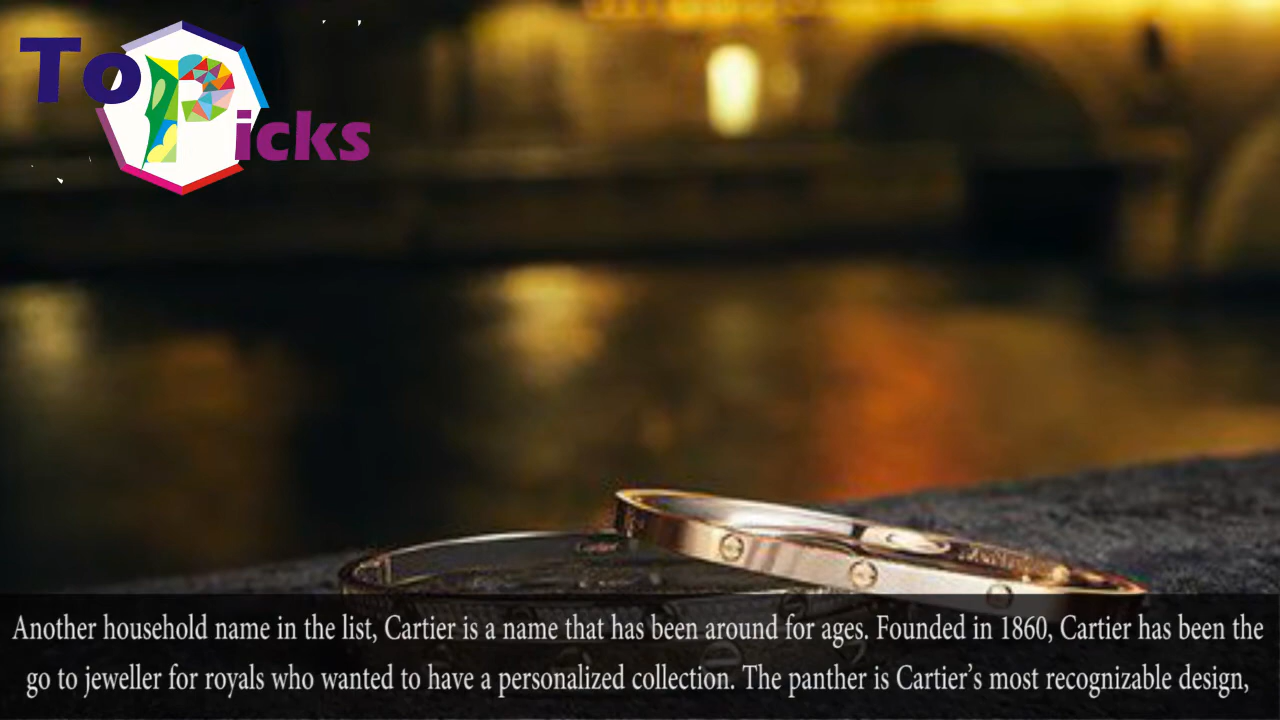 ToPicks
Another household name in the list, Cartier is a name that has been around for ages. Founded in 1860, Cartier has been the
go to jeweller for royals who wanted to have a personalized collection. The panther is Cartier's most recognizable design,